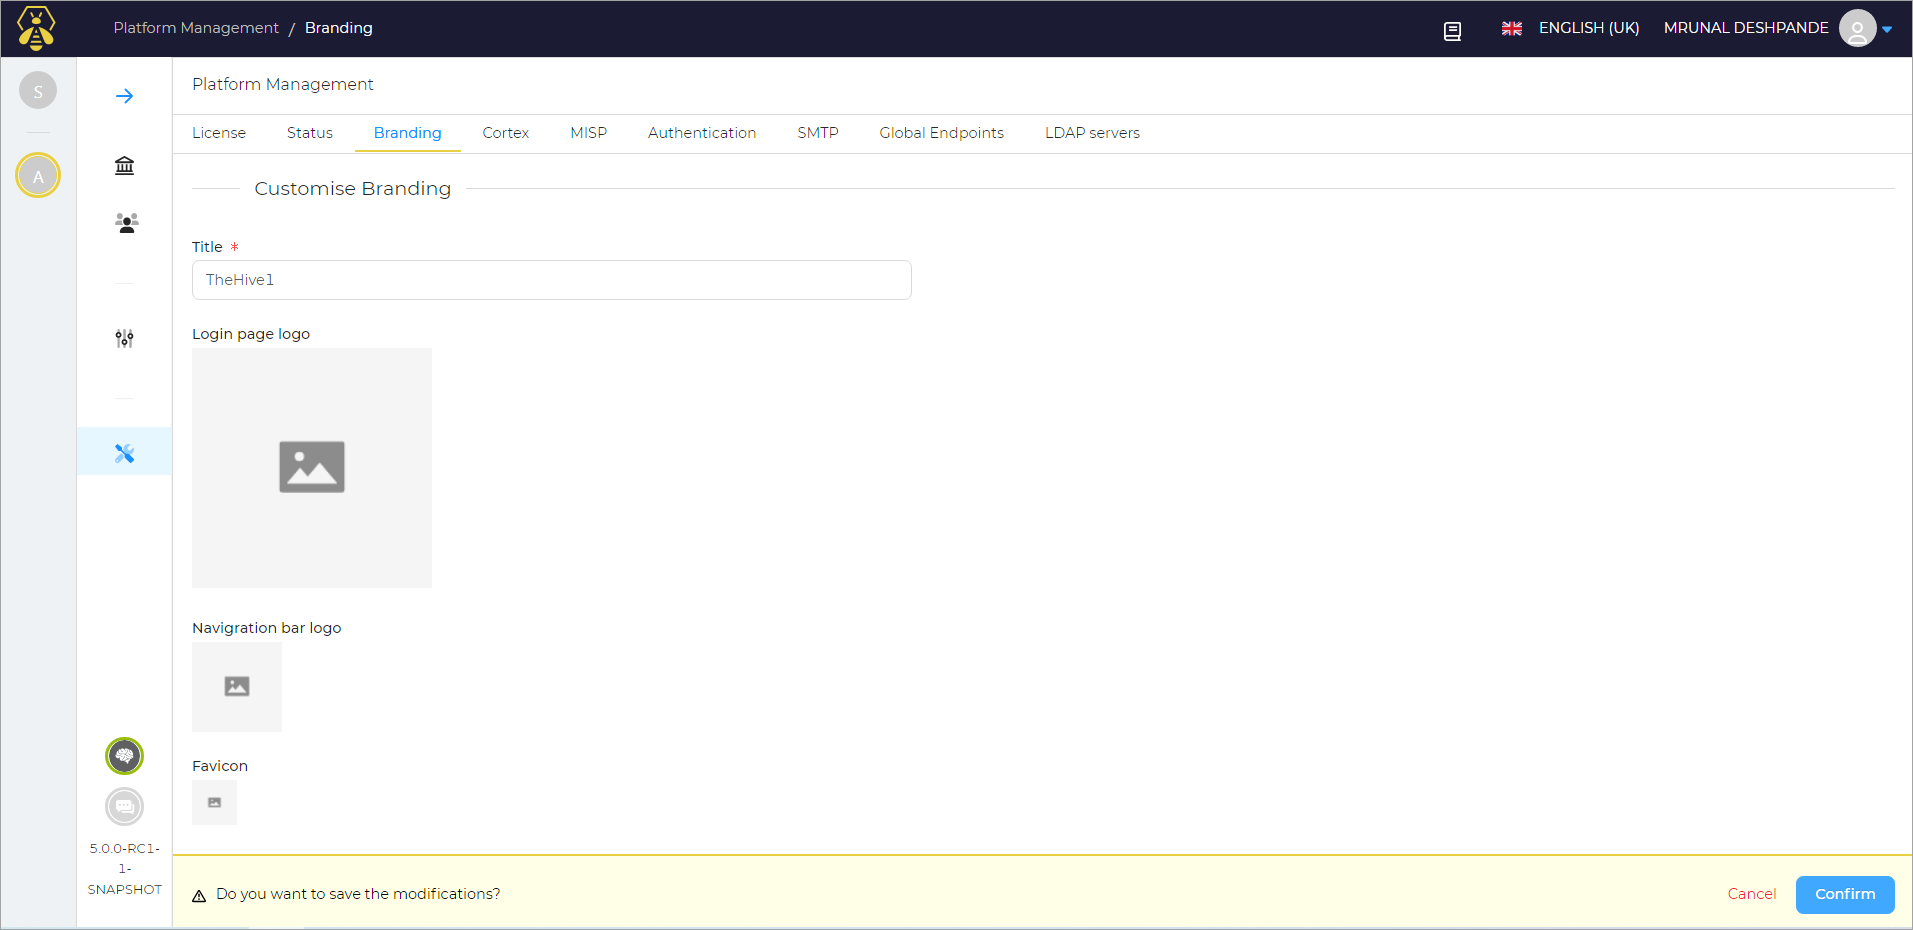 Platform Management / Branding
ENGLISH (UK)
MRUNAL DESHPANDE
S
A
Platform Management
License Status Branding Cortex MISP Authentication SMTP Global Endpoints LDAP servers
Customise Branding
Title *
TheHive1
Login page logo
Navigration bar logo
Favicon
5.0.0-RC1-
1-
SNAPSHOT
Do you want to save the modifications?
Cancel
Confirm